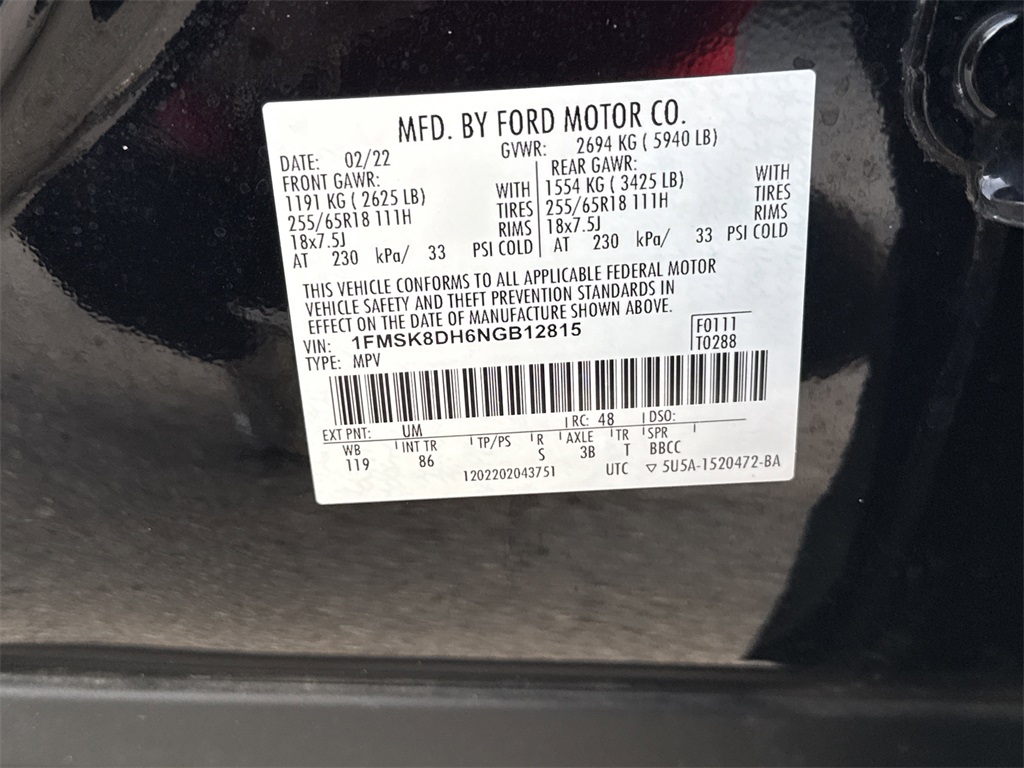 MFD. BY FORD MOTOR CO.
DATE: 02/22 GVWR: 2694 KG ( 5940 LB)
FRONT GAWR:
1191 KG ( 2625 LB) WITH
255/65R18 111H TIRES
18x7.5J RIMS
AT 230 kPa/ 33 PSI COLD
REAR GAWR:
1554 KG ( 3425 LB) WITH
255/65R18 111H TIRES
18x7.5J RIMS
AT 230 kPa/ 33 PSI COLD
THIS VEHICLE CONFORMS TO ALL APPLICABLE FEDERAL MOTOR
VEHICLE SAFETY AND THEFT PREVENTION STANDARDS IN
EFFECT ON THE DATE OF MANUFACTURE SHOWN ABOVE.
VIN: 1FMSK8DH6NGB12815 F0111
TYPE: MPV T0288
EXT PNT: UM RC: 48 DSO:
WB INT TR TP/PS R AXLE TR SPR
119 86 S 3B T BBCC
1202202043751 UTC ▽ 5U5A-1520472-BA